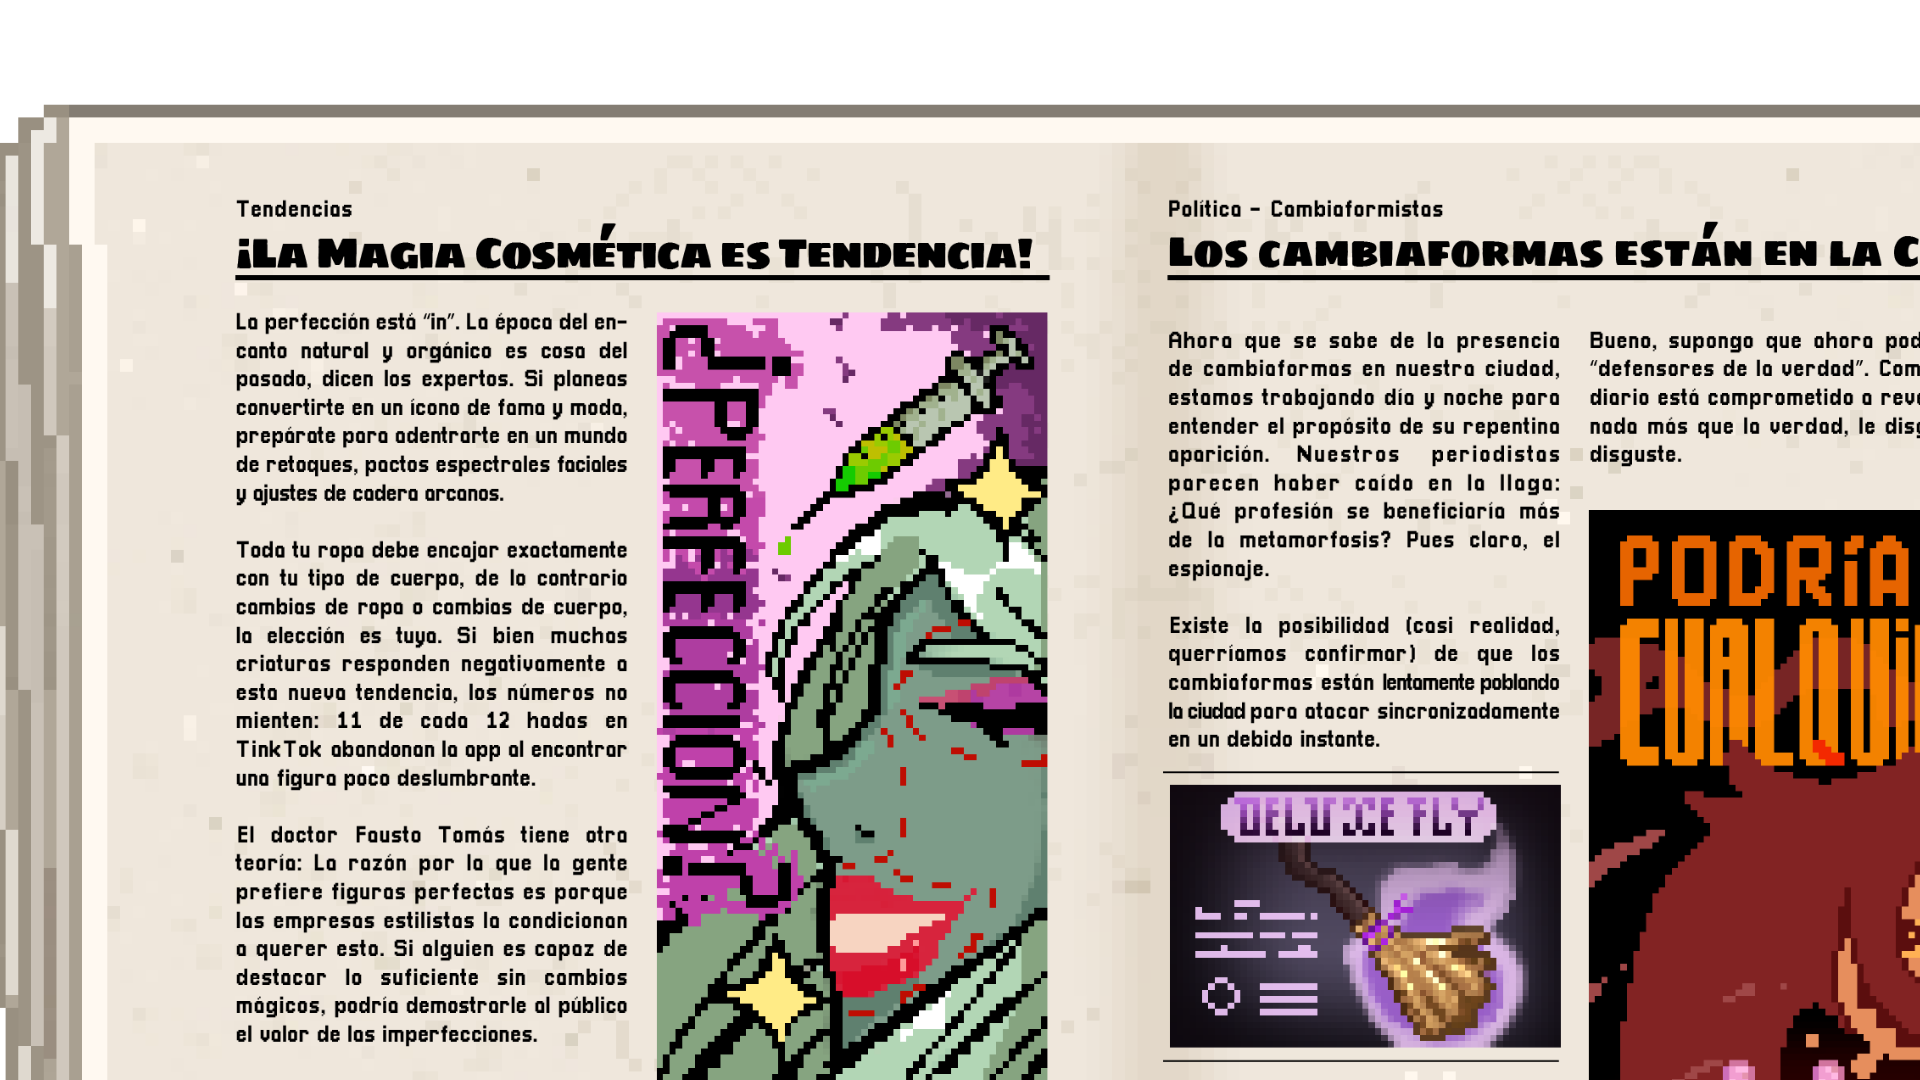 Tendencias
¡La Magia Cosmética es Tendencia!
La perfección está “in”. La época del en-
canto natural y orgánico es cosa del
pasado, dicen los expertos. Si planeas
convertirte en un ícono de fama y moda,
prepárate para adentrarte en un mundo
de retoques, pactos espectrales faciales
y ajustes de cadera arcanos.
Toda tu ropa debe encajar exactamente
con tu tipo de cuerpo, de lo contrario
cambias de ropa o cambias de cuerpo,
la elección es tuya. Si bien muchas
criaturas responden negativamente a
esta nueva tendencia, los números no
mienten: 11 de cada 12 hadas en
TinkTok abandonan la app al encontrar
una figura poco deslumbrante.
El doctor Fausto Tomás tiene otra
teoría: La razón por la que la gente
prefiere figuras perfectas es porque
las empresas estilistas lo condicionan
a querer esto. Si alguien es capaz de
destacar lo suficiente sin cambios
mágicos, podría demostrarle al público
el valor de las imperfecciones.
¿PERFECCIÓN?
Política - Cambiaformistas
Los cambiaformas están en la C
Ahora que se sabe de la presencia
de cambiaformas en nuestra ciudad,
estamos trabajando día y noche para
entender el propósito de su repentina
aparición. Nuestros periodistas
parecen haber caído en la llaga:
¿Qué profesión se beneficiaría más
de la metamorfosis? Pues claro, el
espionaje.
Existe la posibilidad (casi realidad,
querríamos confirmar) de que los
cambiaformas están lentamente poblando
la ciudad para atacar sincronizadamente
en un debido instante.
DELUXE FLY
Bueno, supongo que ahora pod
“defensores de la verdad”. Com
diario está comprometido a reve
nada más que la verdad, le disg
disguste.
PODRÍA
CUALQUI